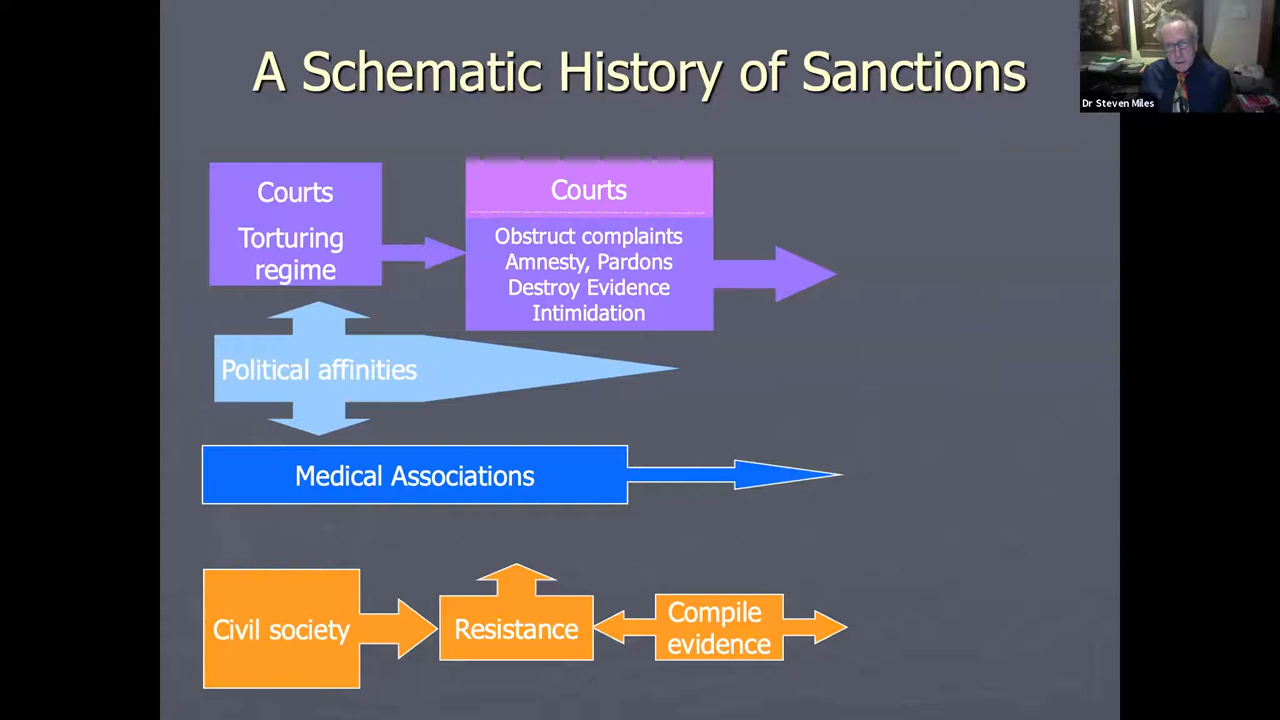 A Schematic History of Sanctions
Dr Steven Miles
Courts
Torturing
regime
Courts
Obstruct complaints
Amnesty, Pardons
Destroy Evidence
Intimidation
Political affinities
Medical Associations
Civil society
Resistance
Compile
evidence